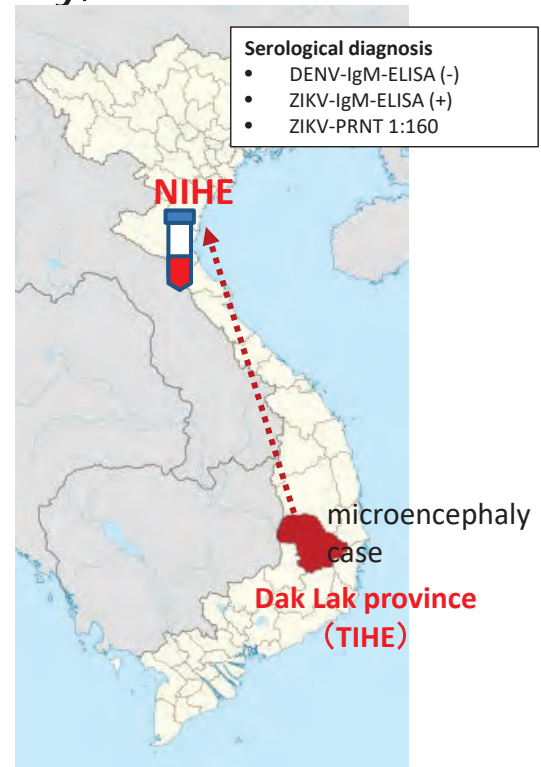 Serological diagnosis
• DENV-IgM-ELISA (-)
• ZIKV-IgM-ELISA (+)
• ZIKV-PRNT 1:160
NIHE
microencephaly
case
Dak Lak province
（TIHE）